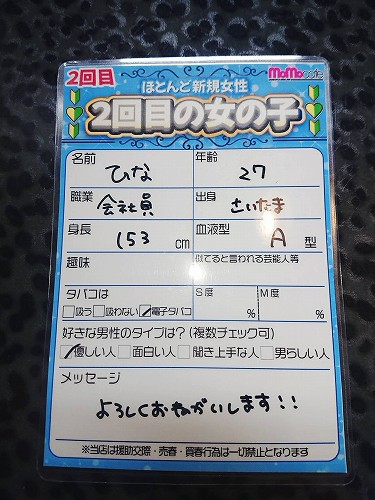 2回目
MoMocafe
ほとんど新規女性
2回目の女の子
名前 ひな 年齢 27
職業 会社員 出身 さいたま
身長 153 cm 血液型 A 型
趣味 似てると言われる芸能人等
タバコは S度 M度
吸う 吸わない 電子タバコ % %
好きな男性のタイプは?(複数チェック可)
優しい人 面白い人 聞き上手な人 男らしい人
メッセージ
よろしくおねがいします!!
※当店は援助交際・売春・買春行為は一切禁止となります